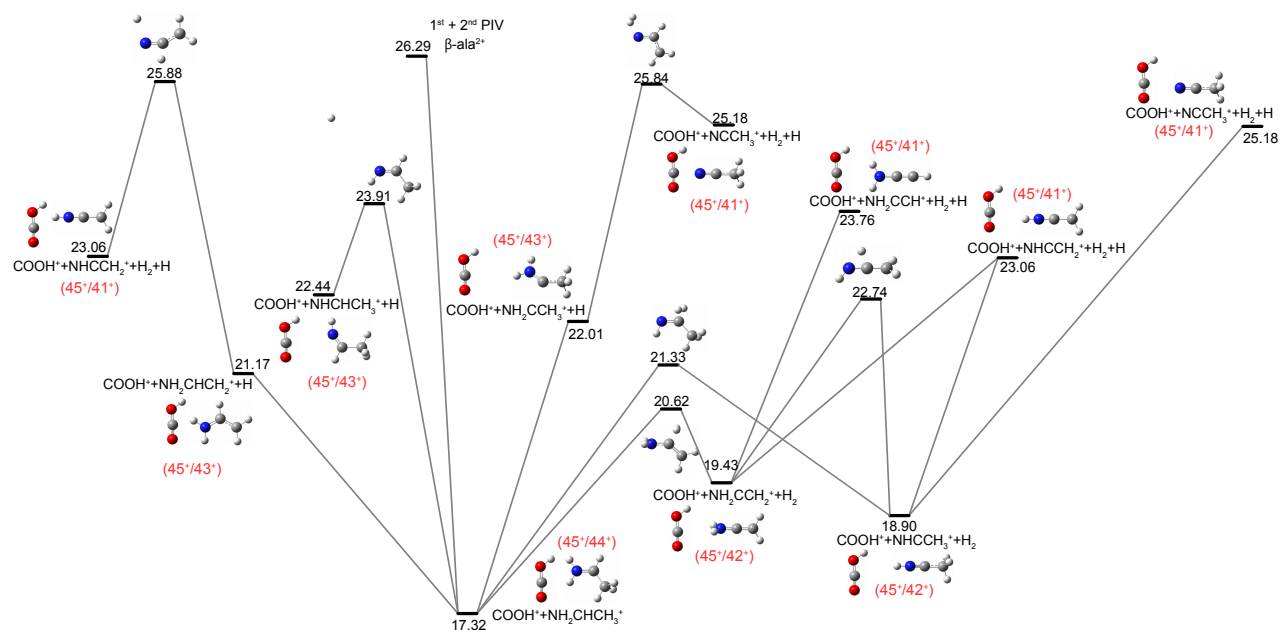 1ˢᵗ + 2ⁿᵈ PIV
β-ala²⁺
26.29
25.88
25.84
25.18
COOH⁺+NCCH₃⁺+H₂+H
(45⁺/41⁺)
COOH⁺+NCCH₃⁺+H₂+H
(45⁺/41⁺)
25.18
23.91
(45⁺/41⁺)
COOH⁺+NH₂CCH⁺+H₂+H
23.76
(45⁺/41⁺)
COOH⁺+NHCCH₂⁺+H₂+H
23.06
23.06
COOH⁺+NHCCH₂⁺+H₂+H
(45⁺/41⁺)
22.44
COOH⁺+NHCHCH₃⁺+H
(45⁺/43⁺)
(45⁺/43⁺)
COOH⁺+NH₂CCH₃⁺+H
22.01
22.74
21.33
21.17
COOH⁺+NH₂CHCH₂⁺+H
(45⁺/43⁺)
20.62
19.43
COOH⁺+NH₂CCH₂⁺+H₂
(45⁺/42⁺)
18.90
COOH⁺+NHCCH₃⁺+H₂
(45⁺/42⁺)
(45⁺/44⁺)
COOH⁺+NH₂CHCH₃⁺
17.32